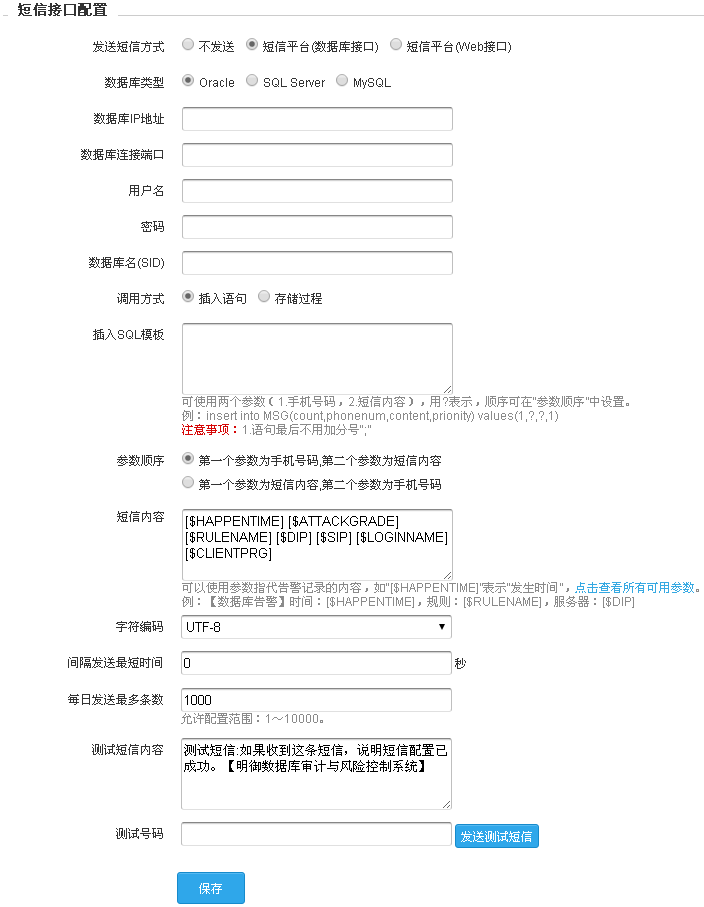 短信接口配置
发送短信方式 不发送 短信平台(数据库接口) 短信平台(Web接口)
数据库类型 Oracle SQL Server MySQL
数据库IP地址
数据库连接端口
用户名
密码
数据库名(SID)
调用方式 插入语句 存储过程
插入SQL模板
可使用两个参数（1.手机号码，2.短信内容），用?表示，顺序可在"参数顺序"中设置。
例：insert into MSG(count,phonenum,content,prionity) values(1,?,?,1)
注意事项：1.语句最后不用加分号";"
参数顺序 第一个参数为手机号码,第二个参数为短信内容
第一个参数为短信内容,第二个参数为手机号码
短信内容 [$HAPPENTIME] [$ATTACKGRADE]
[$RULENAME] [$DIP] [$SIP] [$LOGINNAME]
[$CLIENTPRG]
可以使用参数指代告警记录的内容，如"[$HAPPENTIME]"表示"发生时间"，点击查看所有可用参数。
例：【数据库告警】时间：[$HAPPENTIME]，规则：[$RULENAME]，服务器：[$DIP]
字符编码 UTF-8
间隔发送最短时间 0 秒
每日发送最多条数 1000
允许配置范围：1～10000。
测试短信内容 测试短信:如果收到这条短信，说明短信配置已
成功。【明御数据库审计与风险控制系统】
测试号码 发送测试短信
保存